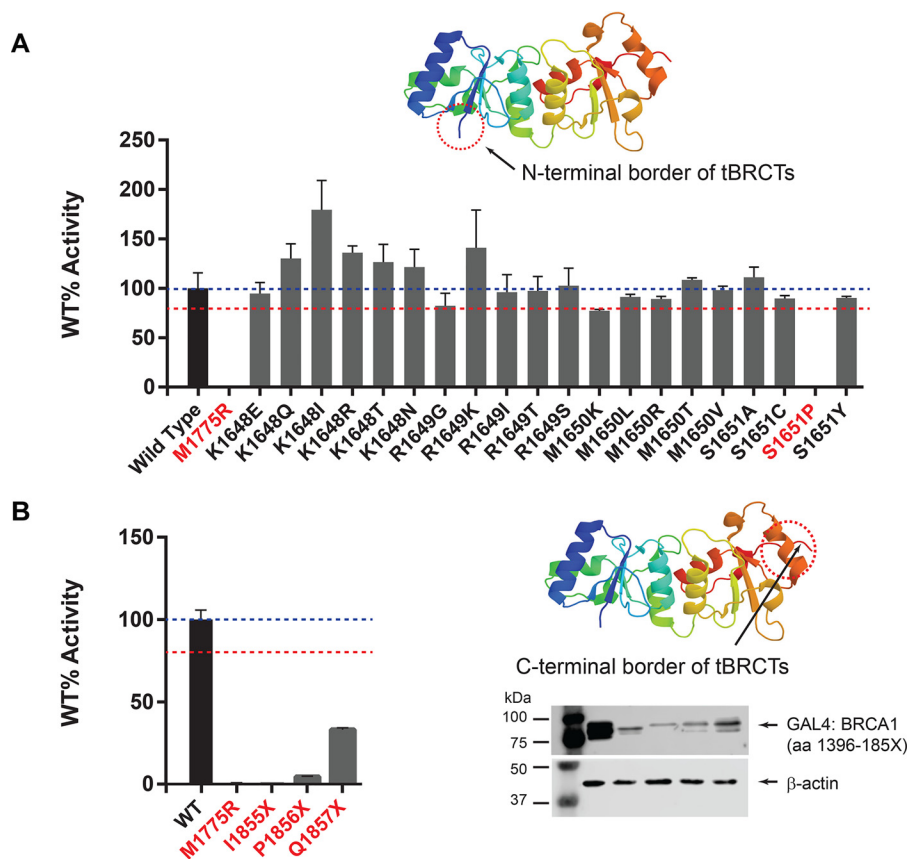 A
N-terminal border of tBRCTs
WT% Activity
250
200
150
100
50
0
Wild Type
M1775R
K1648E
K1648Q
K1648I
K1648R
K1648T
K1648N
R1649G
R1649K
R1649I
R1649T
R1649S
M1650K
M1650L
M1650R
M1650T
M1650V
S1651A
S1651C
S1651P
S1651Y
B
WT% Activity
150
100
50
0
WT
M1775R
I1855X
P1856X
Q1857X
C-terminal border of tBRCTs
kDa
100
75
50
37
GAL4: BRCA1
(aa 1396-185X)
β-actin